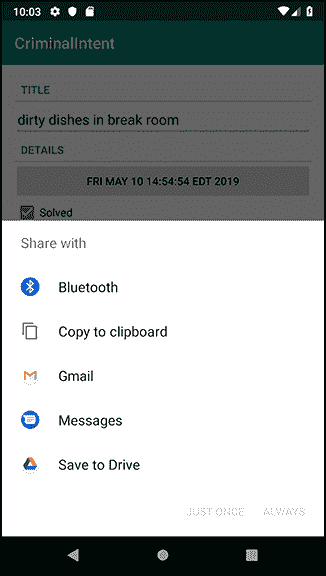 10:03
CriminalIntent
TITLE
dirty dishes in break room
DETAILS
FRI MAY 10 14:54:54 EDT 2019
Solved
Share with
Bluetooth
Copy to clipboard
Gmail
Messages
Save to Drive
JUST ONCE ALWAYS